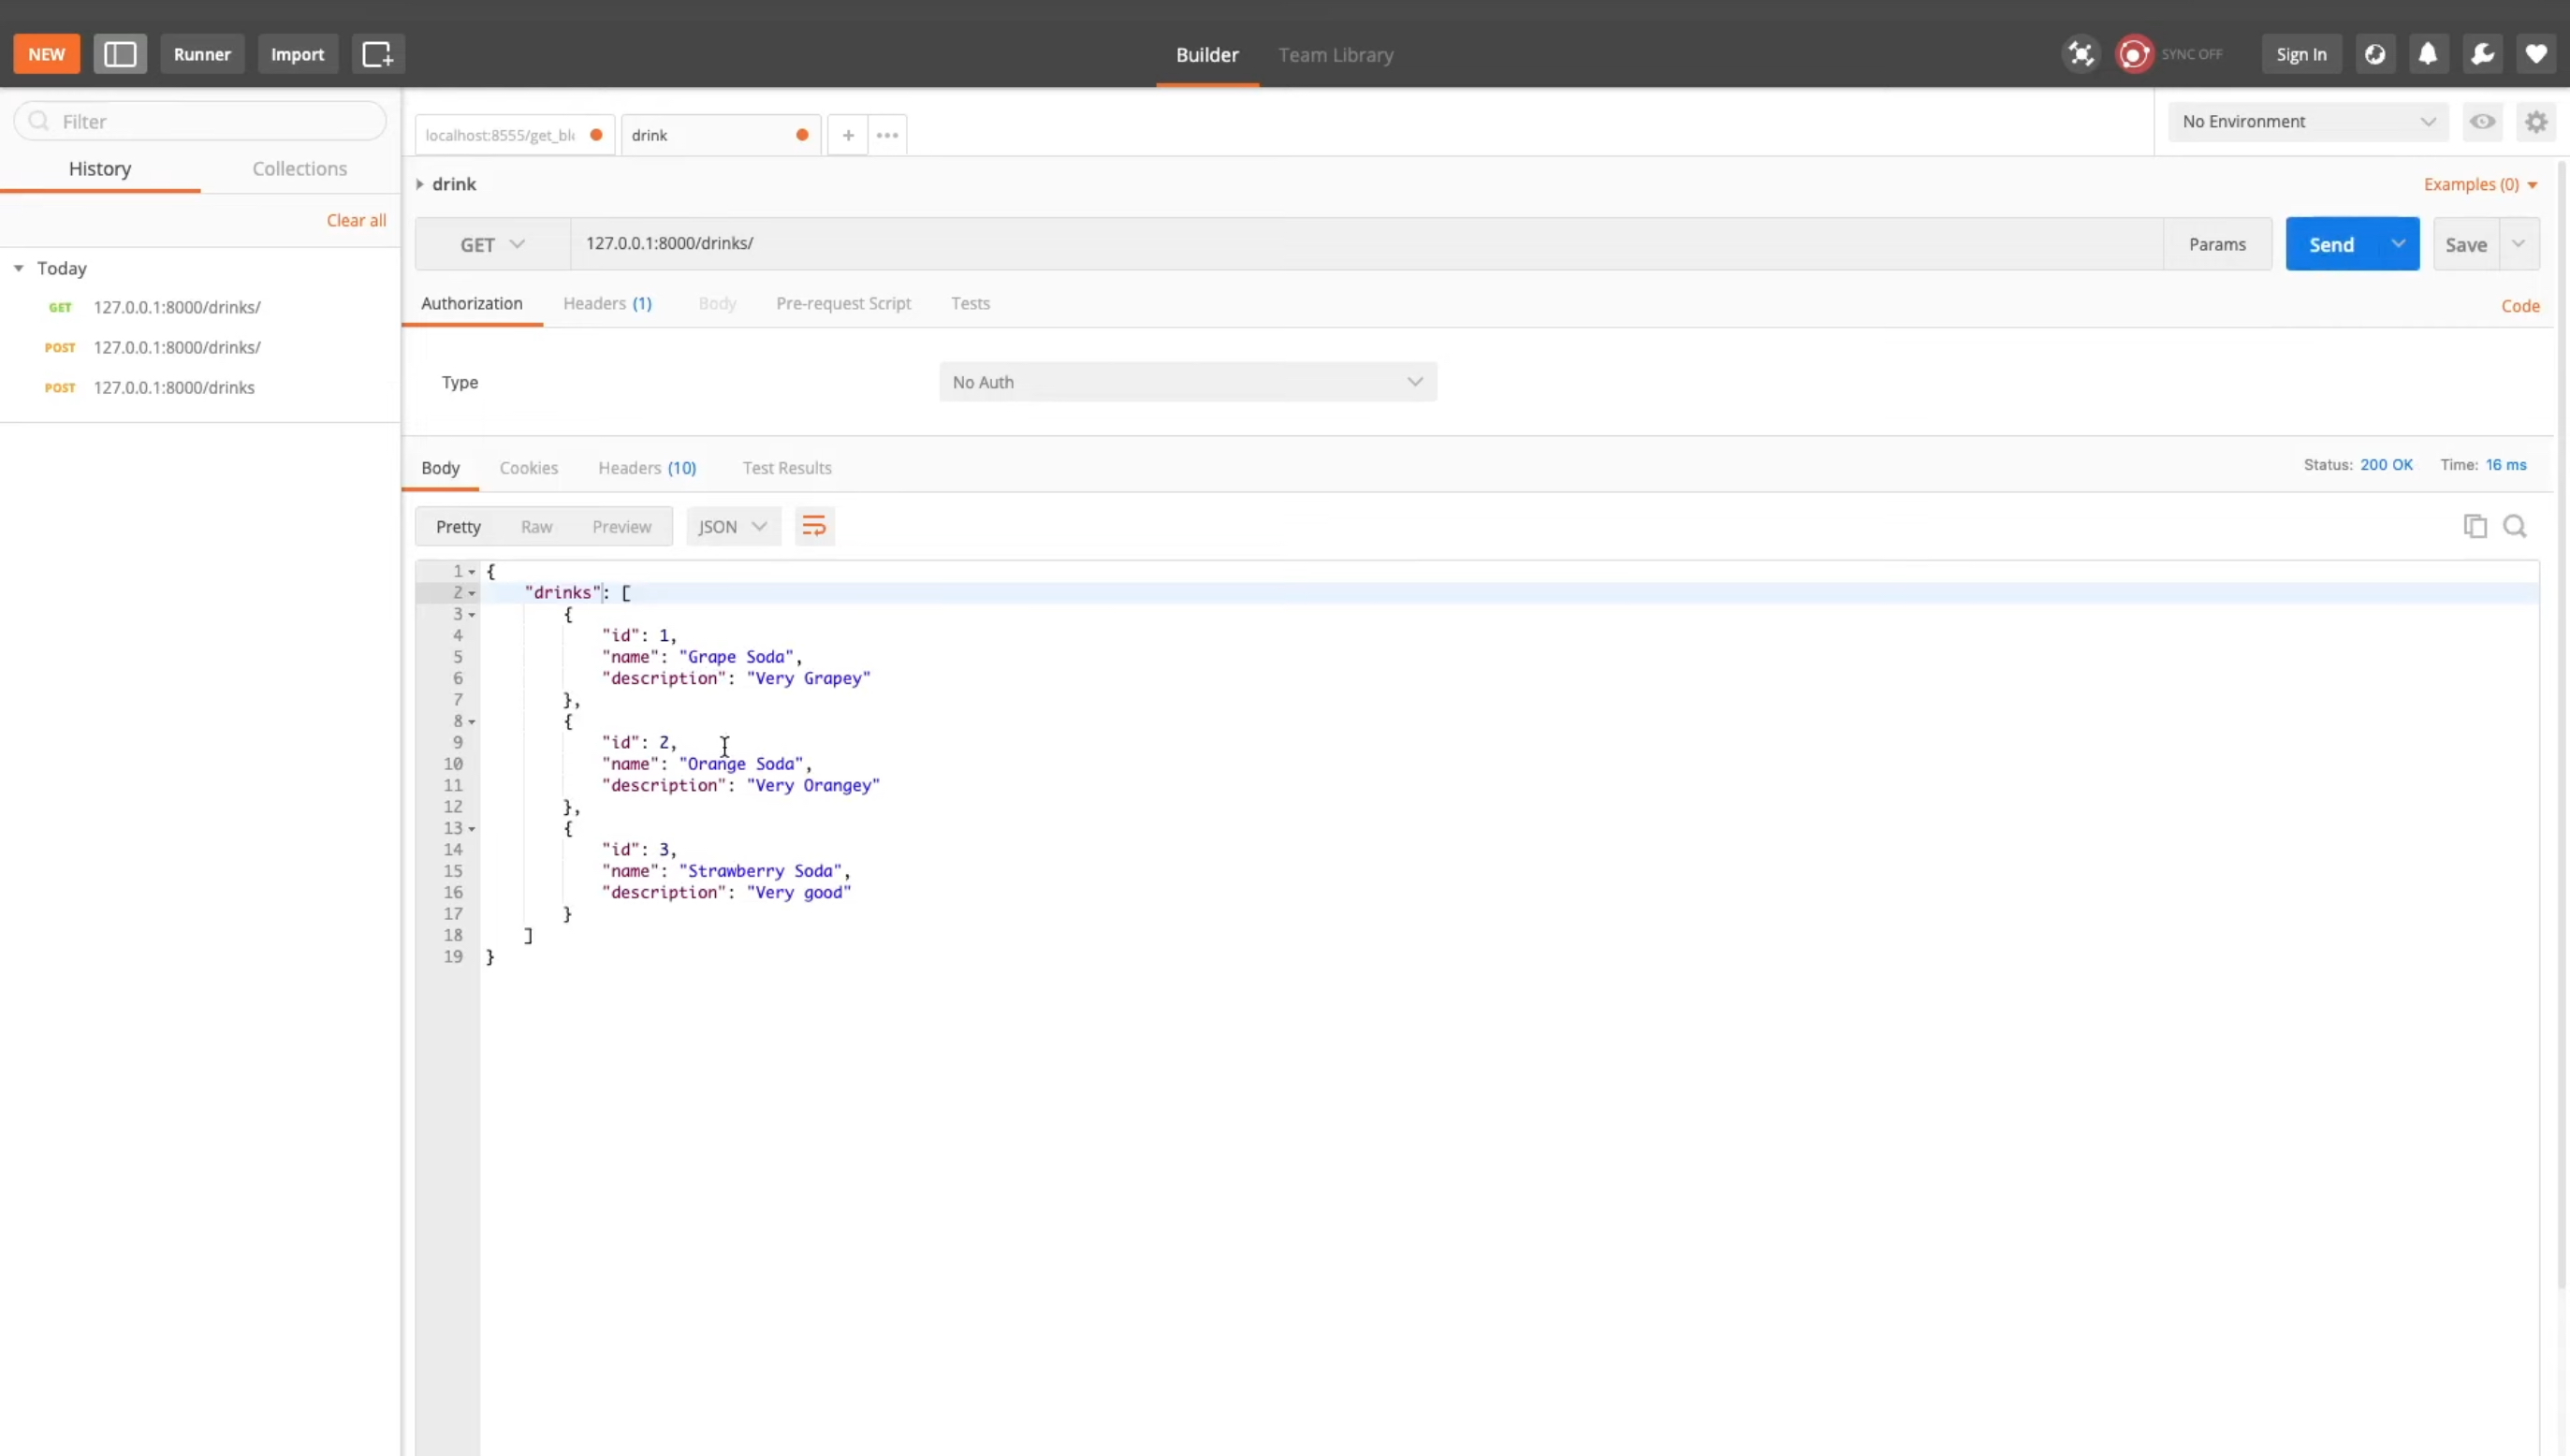 NEW Runner Import Builder Team Library SYNC OFF Sign In
Filter
History Collections
Clear all
Today
GET 127.0.0.1:8000/drinks/
POST 127.0.0.1:8000/drinks/
POST 127.0.0.1:8000/drinks
localhost:8555/get_bl drink + ••• No Environment
drink Examples (0)
GET 127.0.0.1:8000/drinks/ Params Send Save
Authorization Headers (1) Body Pre-request Script Tests Code
Type No Auth
Body Cookies Headers (10) Test Results Status: 200 OK Time: 16 ms
Pretty Raw Preview JSON
1 {
2 "drinks": [
3 {
4 "id": 1,
5 "name": "Grape Soda",
6 "description": "Very Grapey"
7 },
8 {
9 "id": 2,
10 "name": "Orange Soda",
11 "description": "Very Orangey"
12 },
13 {
14 "id": 3,
15 "name": "Strawberry Soda",
16 "description": "Very good"
17 }
18 ]
19 }